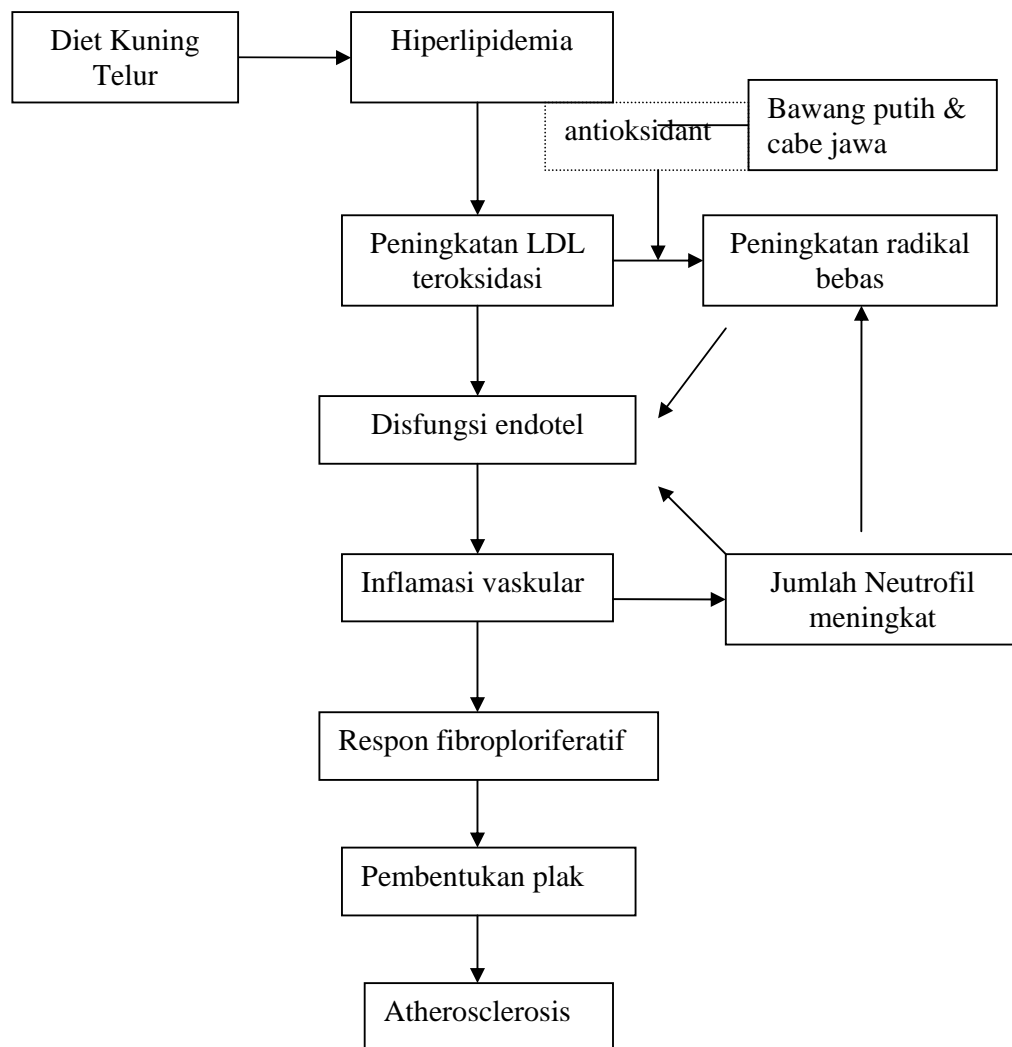 Diet Kuning
Telur
Hiperlipidemia
antioksidant
Bawang putih &
cabe jawa
Peningkatan LDL
teroksidasi
Peningkatan radikal
bebas
Disfungsi endotel
Inflamasi vaskular
Jumlah Neutrofil
meningkat
Respon fibroploriferatif
Pembentukan plak
Atherosclerosis